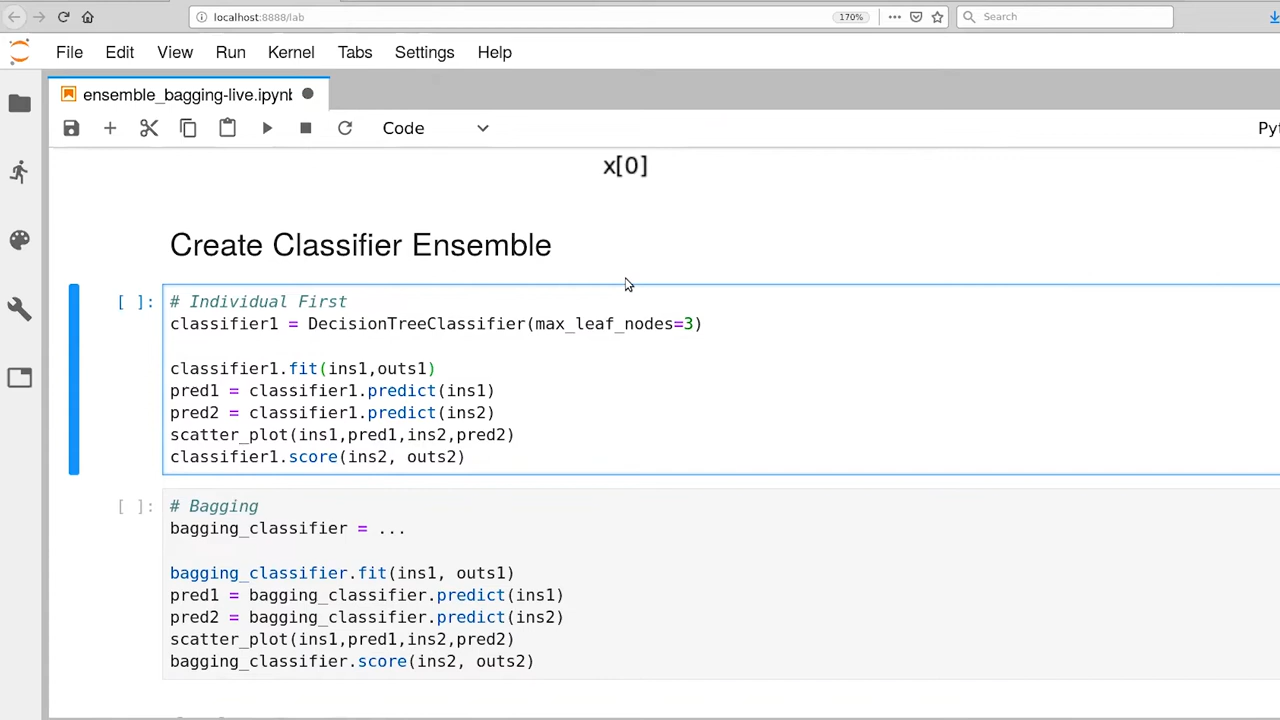 localhost:8888/lab
170%
Search
File Edit View Run Kernel Tabs Settings Help
ensemble_bagging-live.ipynb
Code
Pyt
x[0]
Create Classifier Ensemble
[ ]:
# Individual First
classifier1 = DecisionTreeClassifier(max_leaf_nodes=3)
classifier1.fit(ins1,outs1)
pred1 = classifier1.predict(ins1)
pred2 = classifier1.predict(ins2)
scatter_plot(ins1,pred1,ins2,pred2)
classifier1.score(ins2, outs2)
[ ]:
# Bagging
bagging_classifier = ...
bagging_classifier.fit(ins1, outs1)
pred1 = bagging_classifier.predict(ins1)
pred2 = bagging_classifier.predict(ins2)
scatter_plot(ins1,pred1,ins2,pred2)
bagging_classifier.score(ins2, outs2)